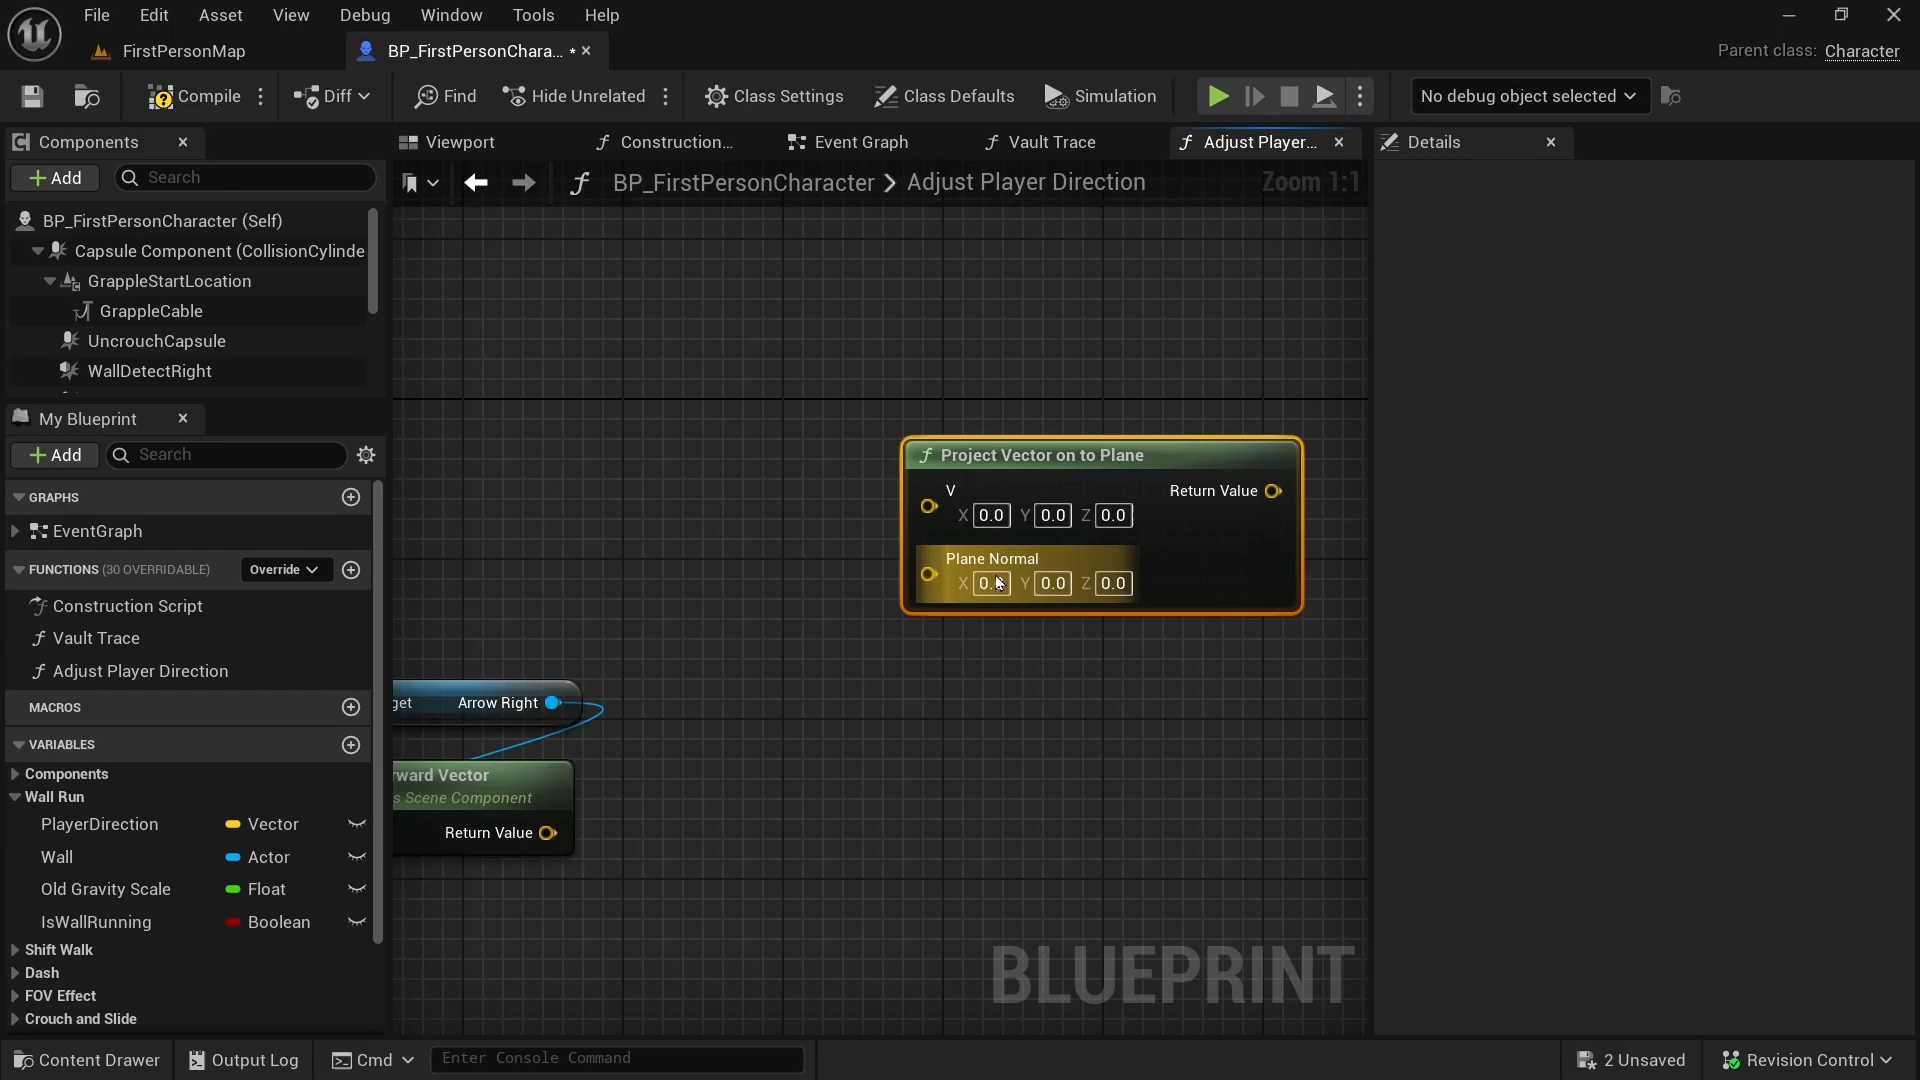 File Edit Asset View Debug Window Tools Help
FirstPersonMap
BP_FirstPersonChara... *
Parent class: Character
Compile
Diff
Find
Hide Unrelated
Class Settings
Class Defaults
Simulation
No debug object selected
Components
Viewport
Construction...
Event Graph
Vault Trace
Adjust Player...
Details
Add
Search
BP_FirstPersonCharacter > Adjust Player Direction
Zoom 1:1
BP_FirstPersonCharacter (Self)
Capsule Component (CollisionCylinde
GrappleStartLocation
GrappleCable
UncrouchCapsule
WallDetectRight
My Blueprint
Add
Search
GRAPHS
EventGraph
FUNCTIONS (30 OVERRIDABLE)
Override
Construction Script
Vault Trace
Adjust Player Direction
MACROS
VARIABLES
Components
Wall Run
PlayerDirection Vector
Wall Actor
Old Gravity Scale Float
IsWallRunning Boolean
Shift Walk
Dash
FOV Effect
Crouch and Slide
Project Vector on to Plane
V
Return Value
X 0.0 Y 0.0 Z 0.0
Plane Normal
X 0. Y 0.0 Z 0.0
get Arrow Right
rward Vector
s Scene Component
Return Value
BLUEPRINT
Content Drawer
Output Log
Cmd
Enter Console Command
2 Unsaved
Revision Control